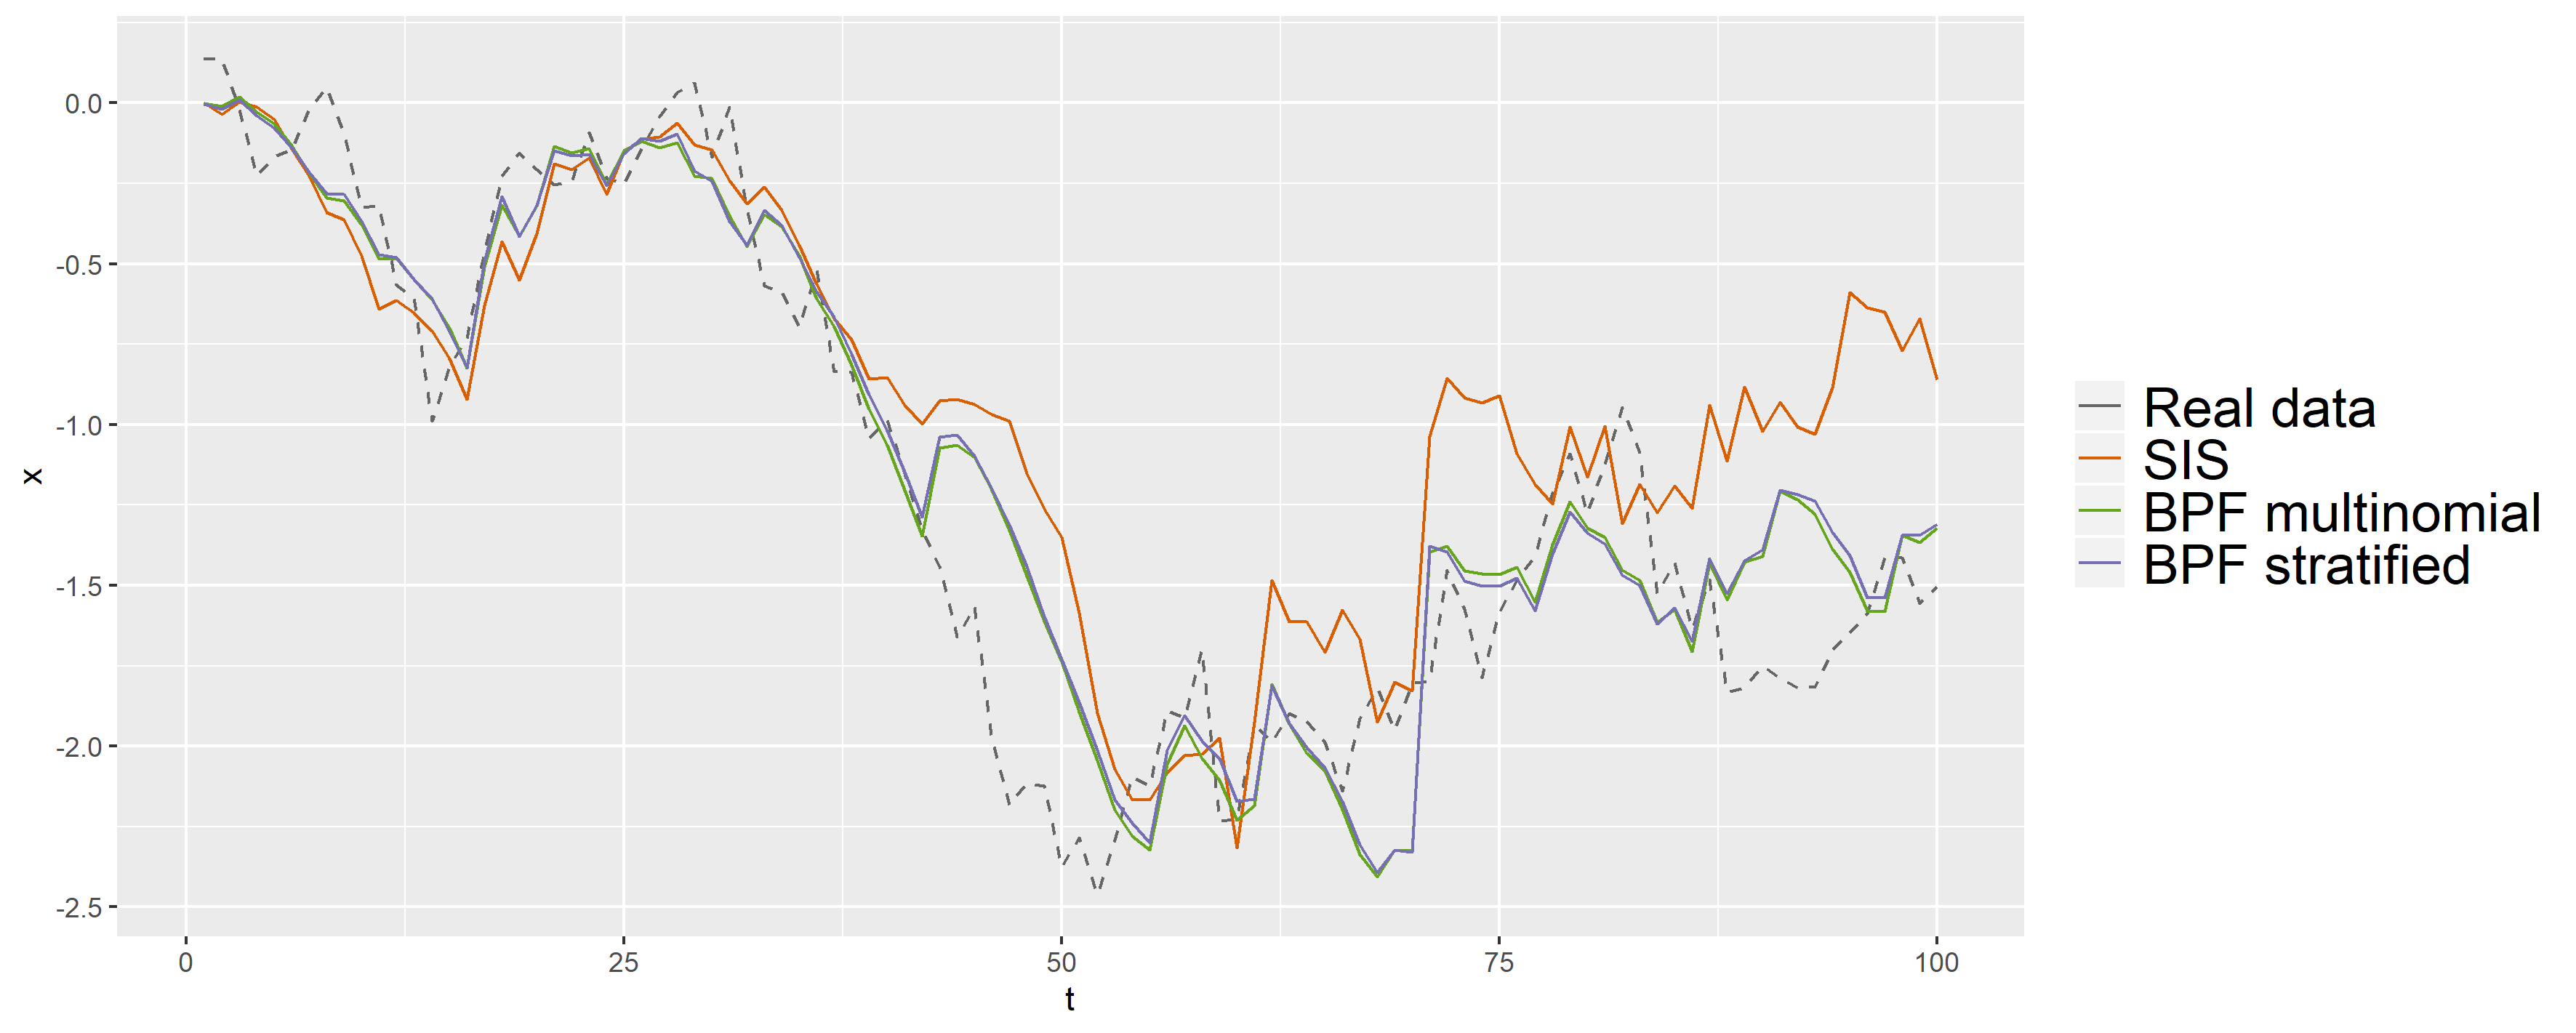 0.0
-0.5
-1.0
-1.5
-2.0
-2.5
x
0 25 50 75 100
t
Real data
SIS
BPF multinomial
BPF stratified